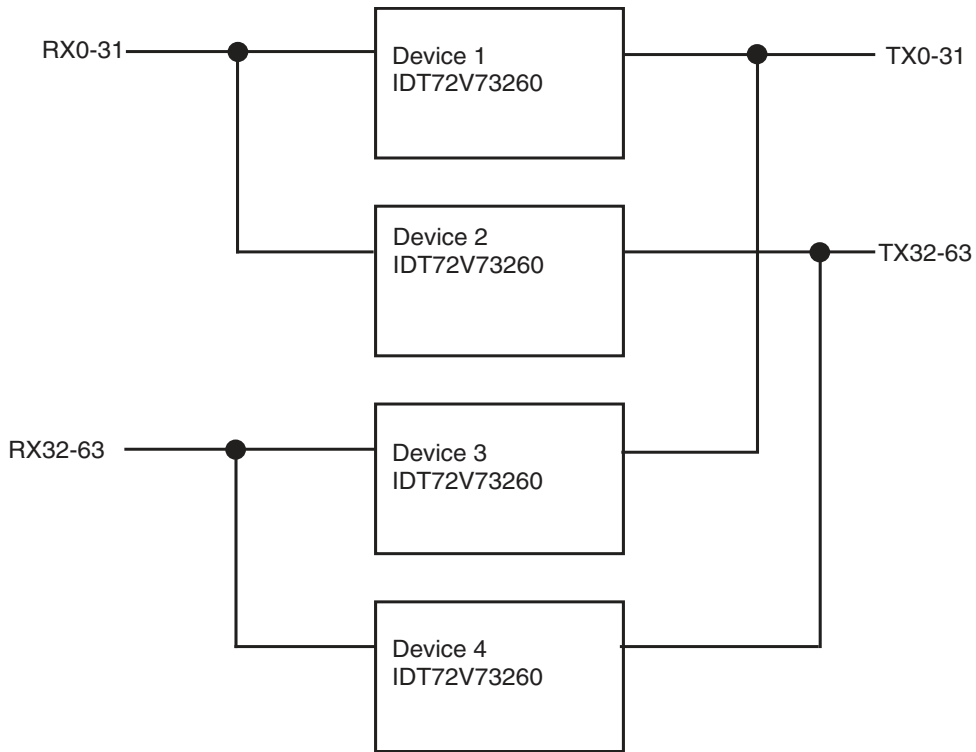 RX0-31
Device 1
IDT72V73260
TX0-31
Device 2
IDT72V73260
TX32-63
RX32-63
Device 3
IDT72V73260
Device 4
IDT72V73260